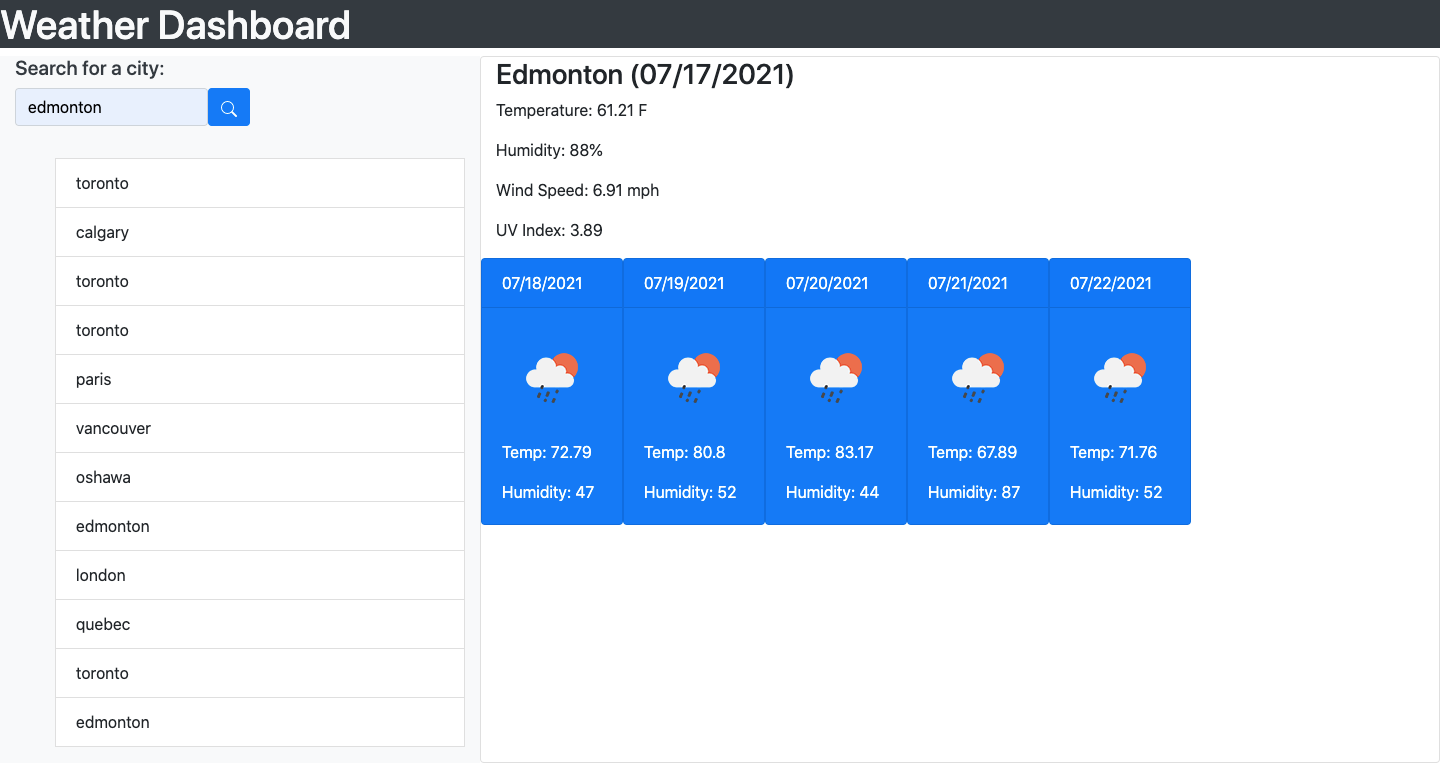 Weather Dashboard
Search for a city:
edmonton
toronto
calgary
toronto
toronto
paris
vancouver
oshawa
edmonton
london
quebec
toronto
edmonton
Edmonton (07/17/2021)
Temperature: 61.21 F
Humidity: 88%
Wind Speed: 6.91 mph
UV Index: 3.89
07/18/2021
Temp: 72.79
Humidity: 47
07/19/2021
Temp: 80.8
Humidity: 52
07/20/2021
Temp: 83.17
Humidity: 44
07/21/2021
Temp: 67.89
Humidity: 87
07/22/2021
Temp: 71.76
Humidity: 52